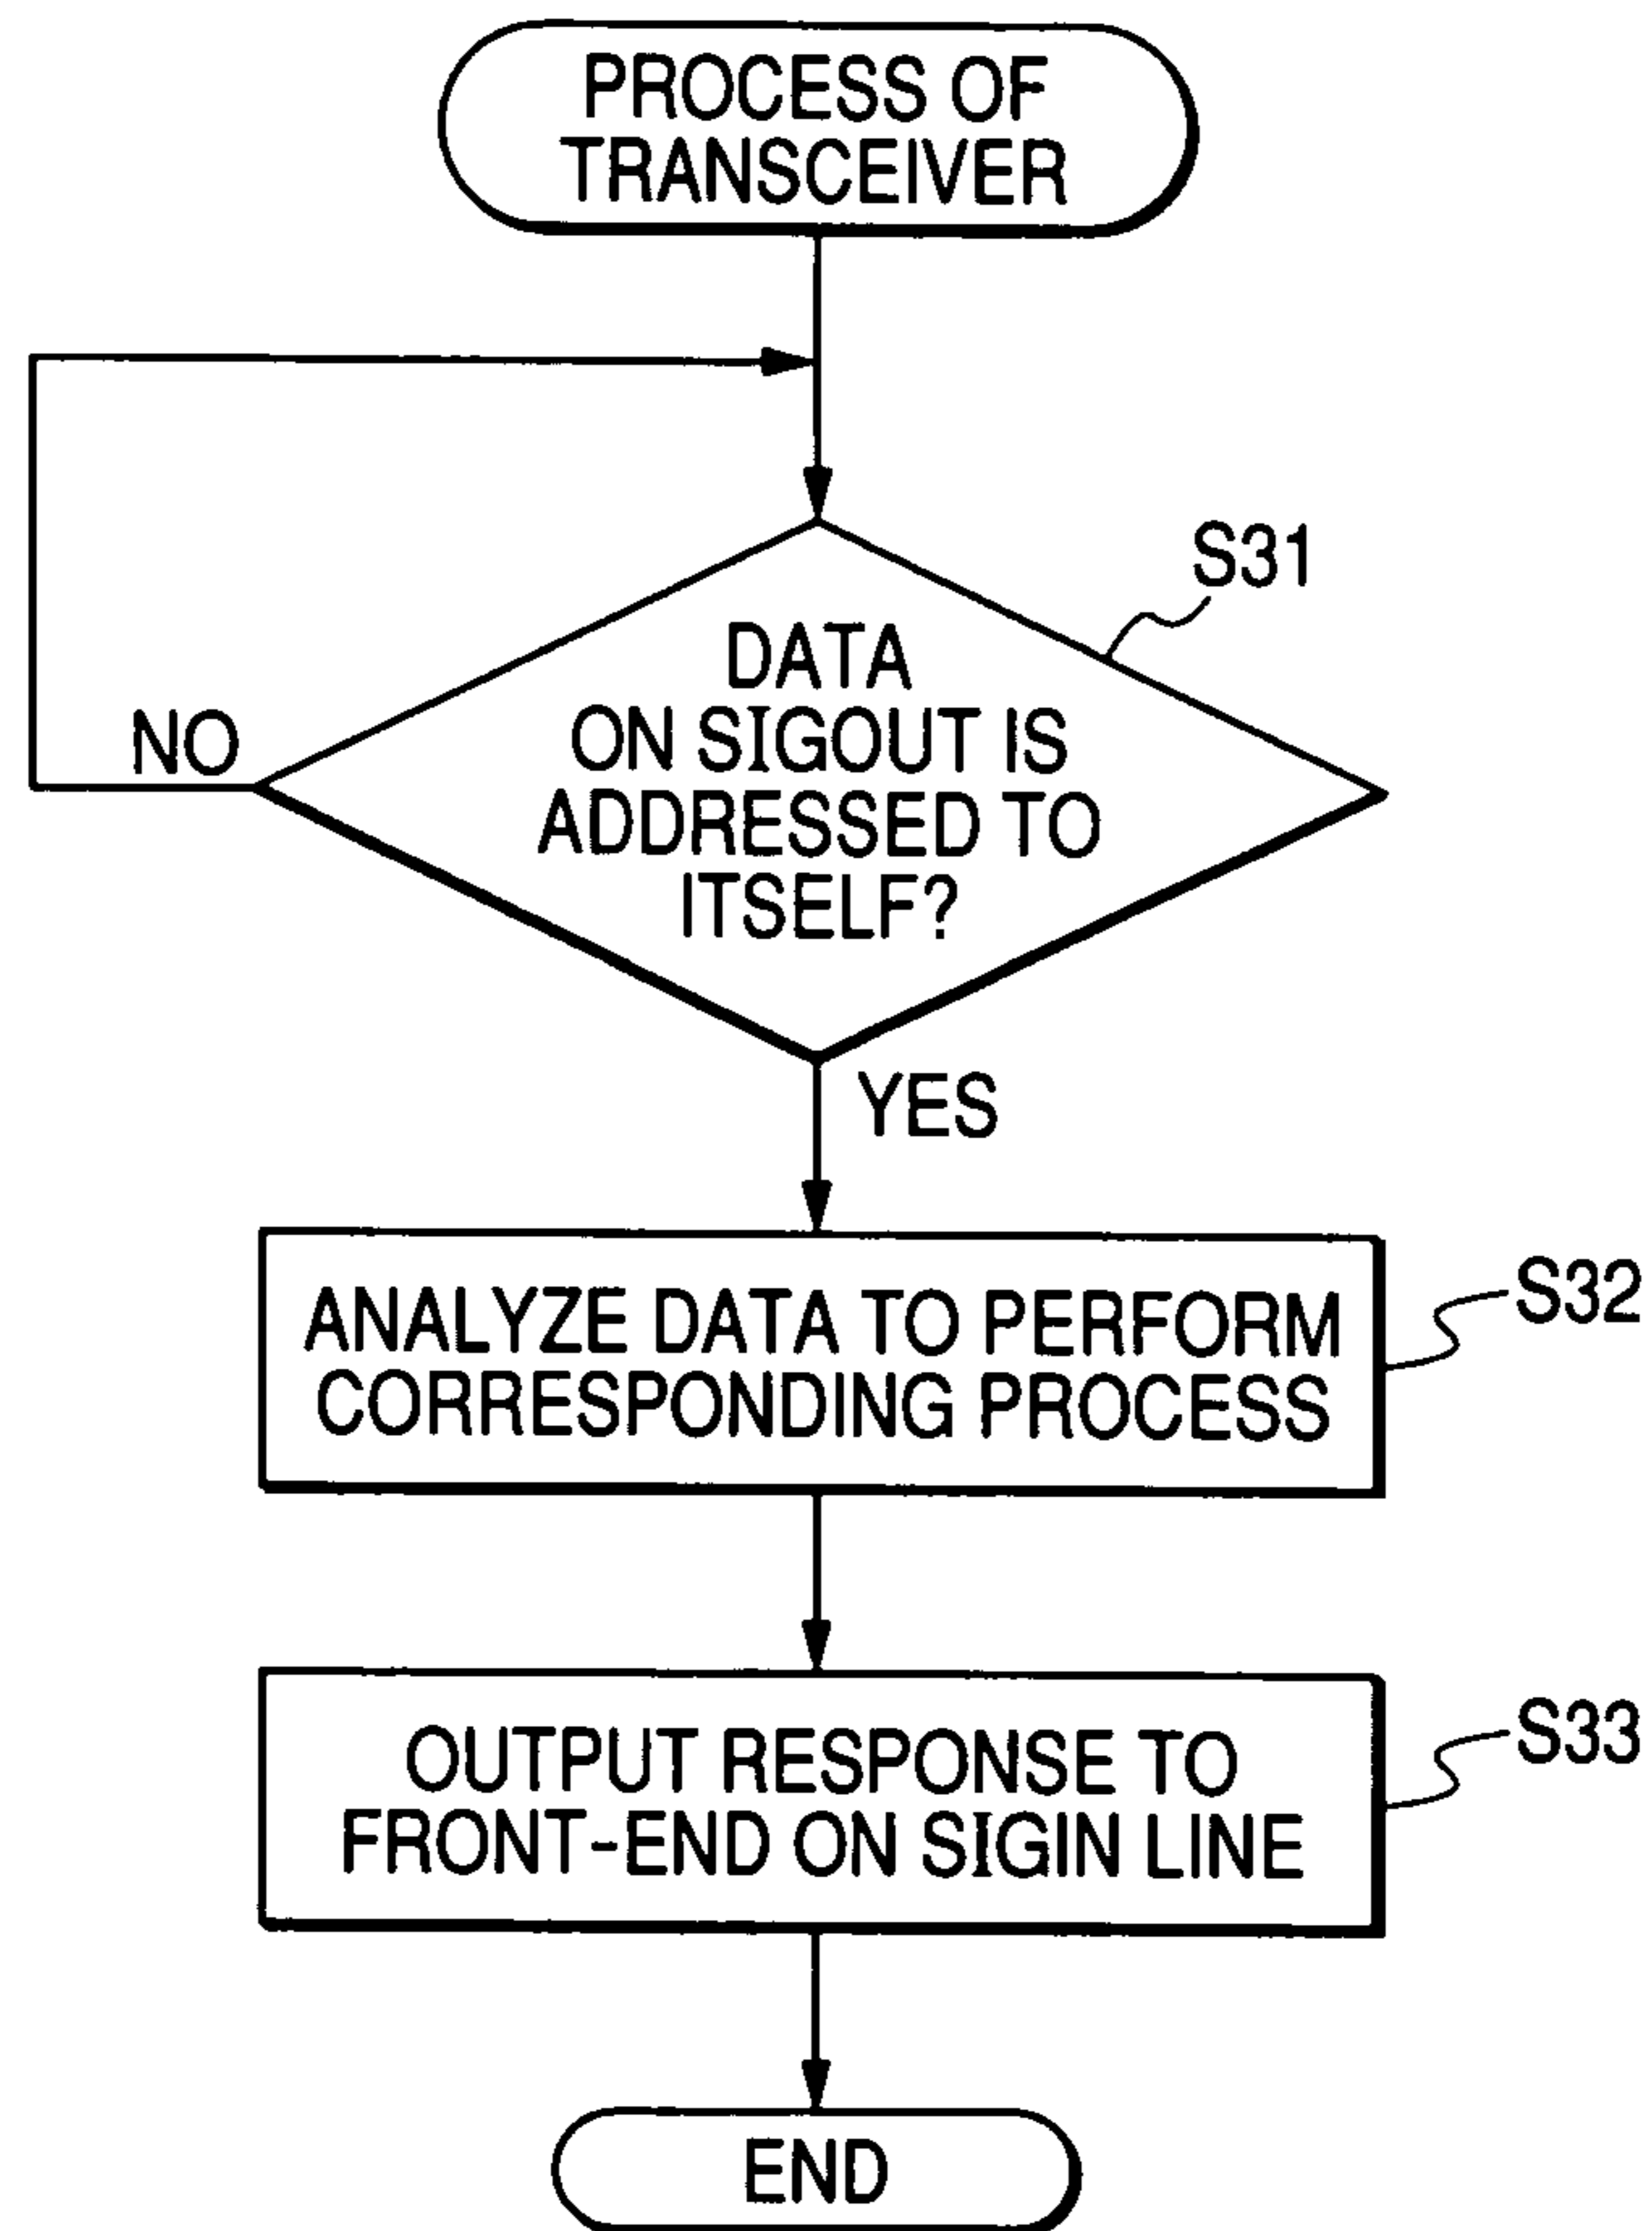 PROCESS OF
TRANSCEIVER
S31
DATA
ON SIGOUT IS
ADDRESSED TO
ITSELF?
NO
YES
ANALYZE DATA TO PERFORM
CORRESPONDING PROCESS
S32
OUTPUT RESPONSE TO
FRONT-END ON SIGIN LINE
S33
END